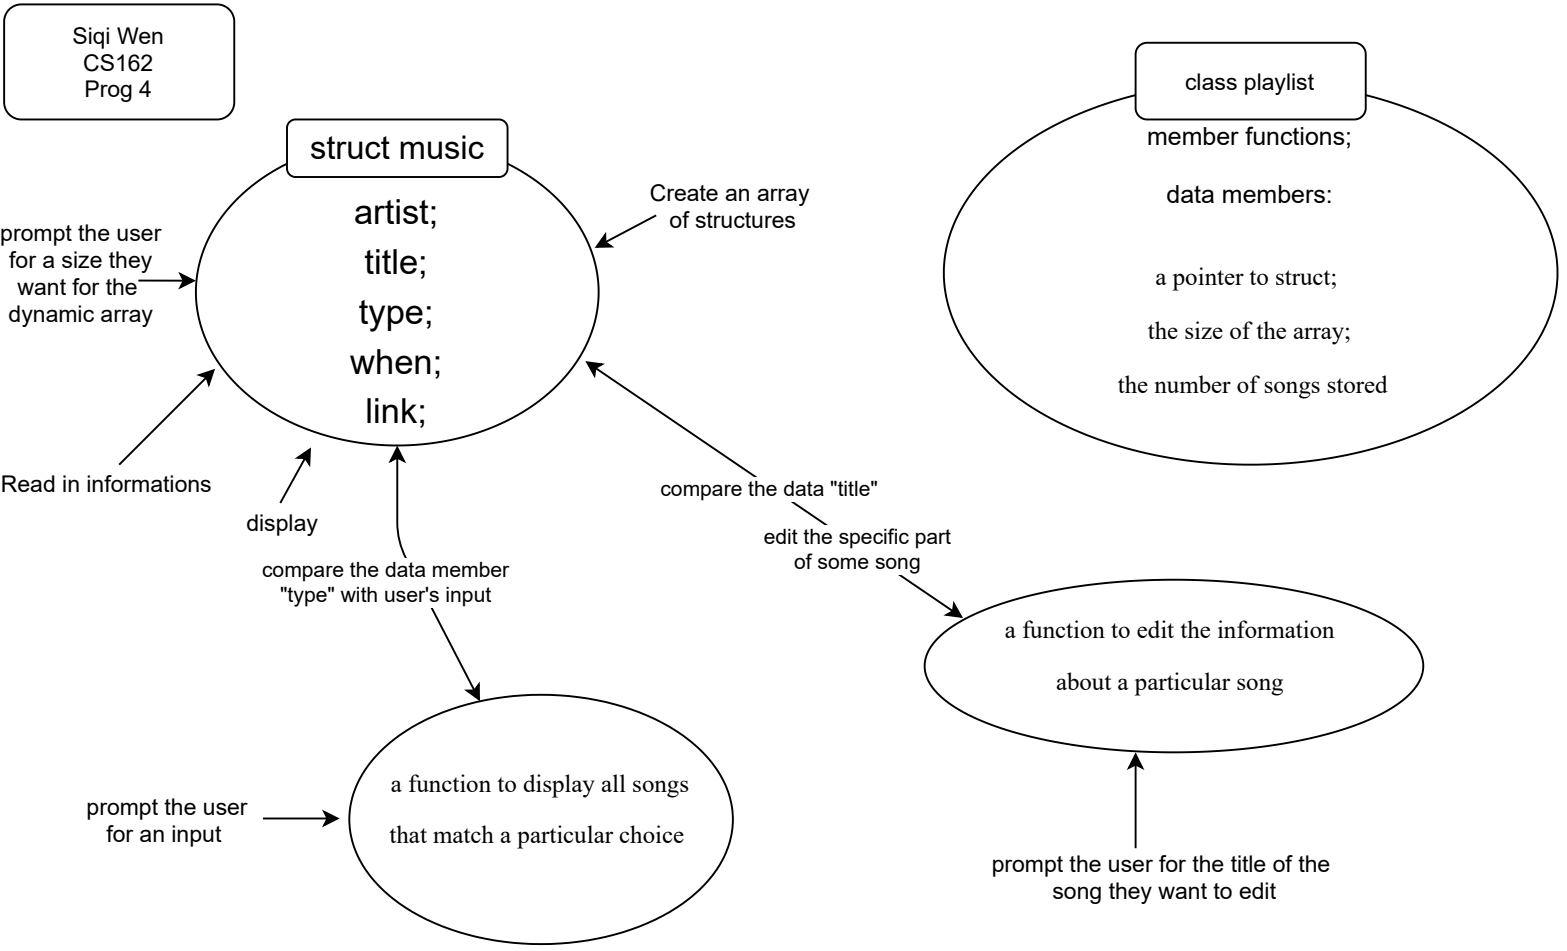 Siqi Wen
CS162
Prog 4
class playlist
member functions;
data members:
a pointer to struct;
the size of the array;
the number of songs stored
struct music
artist;
title;
type;
when;
link;
Create an array
of structures
prompt the user
for a size they
want for the
dynamic array
Read in informations
display
compare the data member
"type" with user's input
compare the data "title"
edit the specific part
of some song
a function to edit the information
about a particular song
a function to display all songs
that match a particular choice
prompt the user
for an input
prompt the user for the title of the
song they want to edit